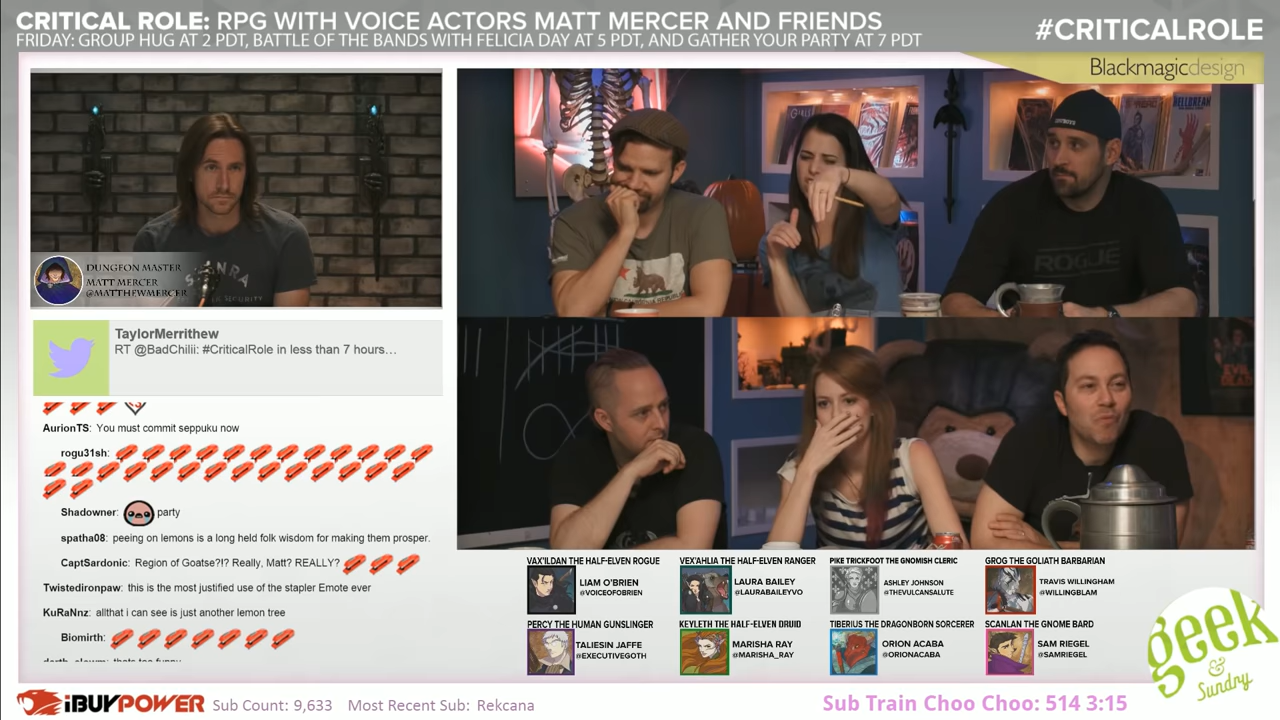 CRITICAL ROLE: RPG WITH VOICE ACTORS MATT MERCER AND FRIENDS
FRIDAY: GROUP HUG AT 2 PDT, BATTLE OF THE BANDS WITH FELICIA DAY AT 5 PDT, AND GATHER YOUR PARTY AT 7 PDT
#CRITICALROLE
Blackmagicdesign
ROGUE
DUNGEON MASTER
MATT MERCER
@MATTHEWMERCER
TaylorMerrithew
RT @BadChilii: #CriticalRole in less than 7 hours…
AurionTS: You must commit seppuku now
rogu31sh:
Shadowner: party
spatha08: peeing on lemons is a long held folk wisdom for making them prosper.
CaptSardonic: Region of Goatse?!? Really, Matt? REALLY?
Twistedironpaw: this is the most justified use of the stapler Emote ever
KuRaNnz: allthat i can see is just another lemon tree
Biomirth:
VAX'ILDAN THE HALF-ELVEN ROGUE
LIAM O'BRIEN
@VOICEOFOBRIEN
VEX'AHLIA THE HALF-ELVEN RANGER
LAURA BAILEY
@LAURABAILEYVO
PIKE TRICKFOOT THE GNOMISH CLERIC
ASHLEY JOHNSON
@THEVULCANSALUTE
GROG THE GOLIATH BARBARIAN
TRAVIS WILLINGHAM
@WILLINGBLAM
PERCY THE HUMAN GUNSLINGER
TALIESIN JAFFE
@EXECUTIVEGOTH
KEYLETH THE HALF-ELVEN DRUID
MARISHA RAY
@MARISHA_RAY
TIBERIUS THE DRAGONBORN SORCERER
ORION ACABA
@ORIONACABA
SCANLAN THE GNOME BARD
SAM RIEGEL
@SAMRIEGEL
geek
&
Sundry
iBUYPOWER
Sub Count: 9,633 Most Recent Sub: Rekcana
Sub Train Choo Choo: 514 3:15